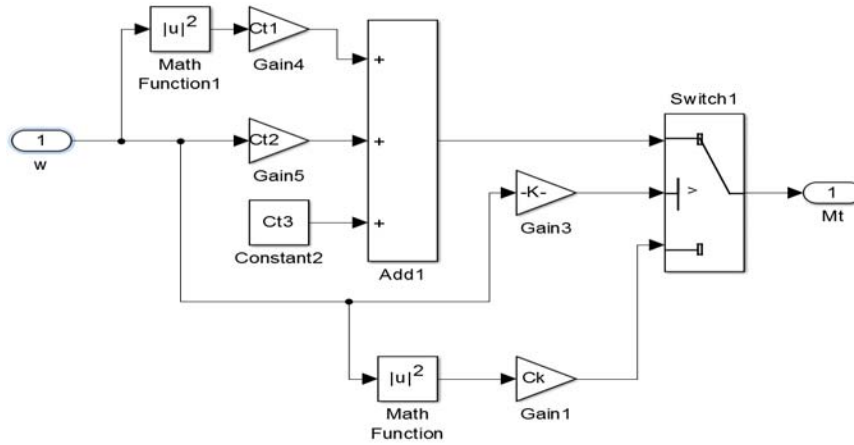 |u|²
Ct1
Math
Function1
Gain4
+
Switch1
1
w
Ct2
+
Gain5
-K-
>
1
Mt
Gain3
Ct3
+
Constant2
Add1
|u|²
Ck
Math
Function
Gain1